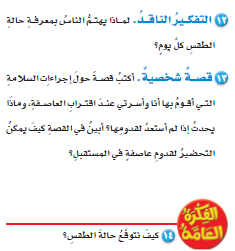 ١٢ التفكيرُ الناقدُ. لماذا يهتمُّ الناسُ بمعرفةِ حالةِ
الطقسِ كلَّ يومٍ؟
١٣ قصةٌ شخصيةٌ. أكتبُ قصةً حولَ إجراءاتِ السلامةِ
التي أقومُ بها أنا وأسرتي عندَ اقترابِ العاصفةِ، وماذا
يحدثُ إذا لم أستعدَّ لقدومِها؟ أبينُ في القصةِ كيفَ يمكنُ
التحضيرُ لقدومِ عاصفةٍ في المستقبلِ؟
الفكرةُ العامةُ
١٤ كيفَ نتوقعُ حالةَ الطقسِ؟